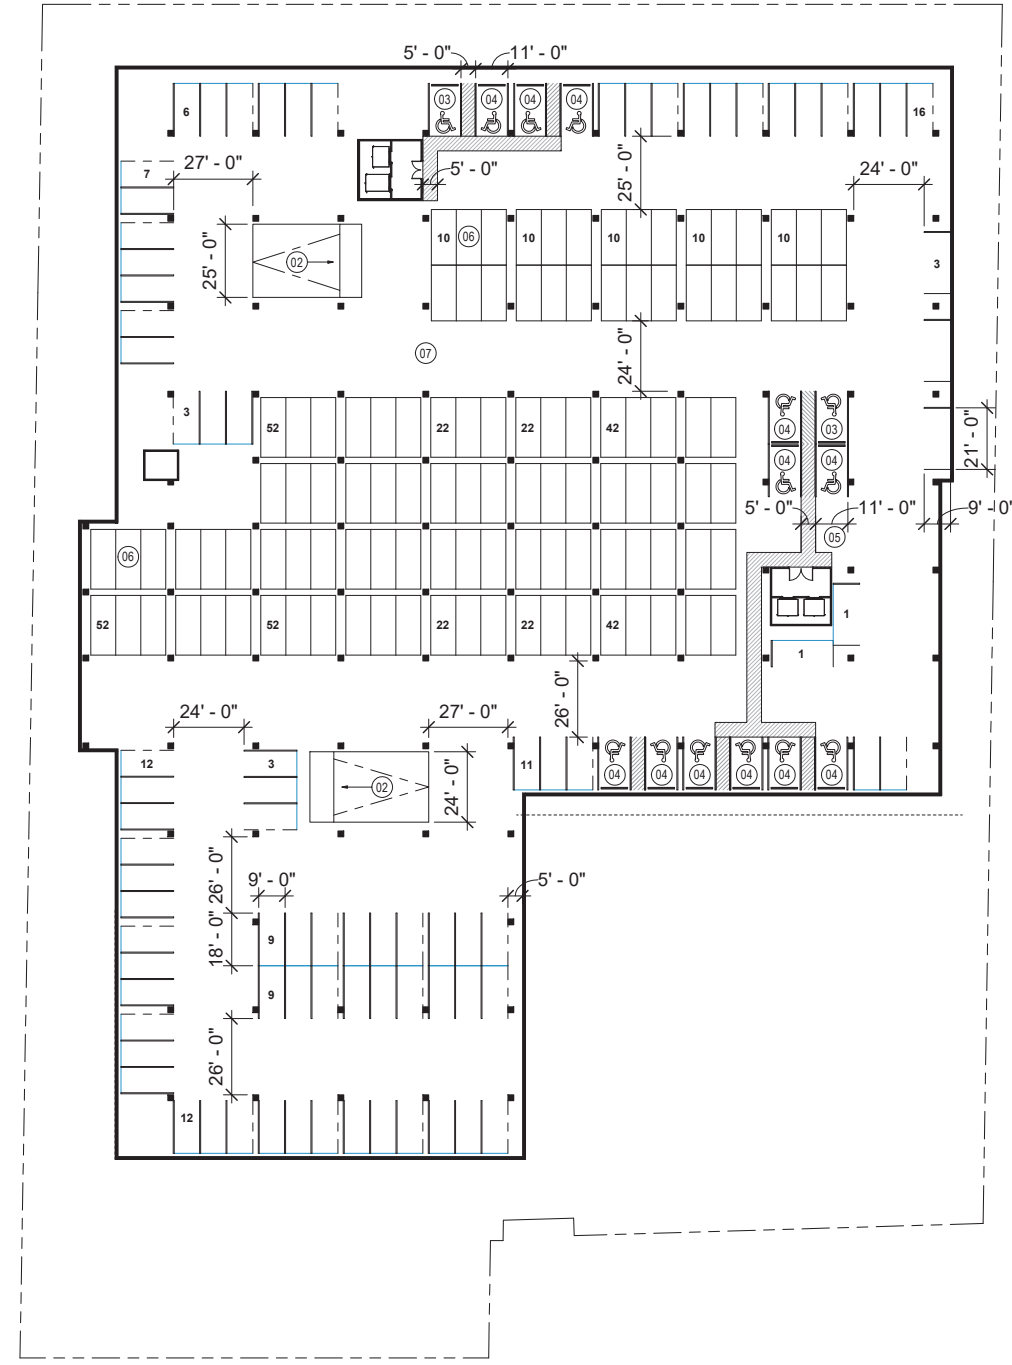 5' - 0" 11' - 0"
6 03 04 04 04 16
7 27' - 0" 5' - 0" 25' - 0" 24' - 0"
10 06 10 10 10 10
25' - 0" 02 3
07 24' - 0"
3 52 22 22 42 04 03 21' - 0"
04 04
5' - 0" 11' - 0" 9' - 0"
06 05
52 52 22 22 42 1
1
24' - 0" 27' - 0" 26' - 0"
12 3 02 24' - 0" 11 04 04 04 04 04 04
26' - 0" 9' - 0" 5' - 0"
18' - 0" 9
9
26' - 0"
12